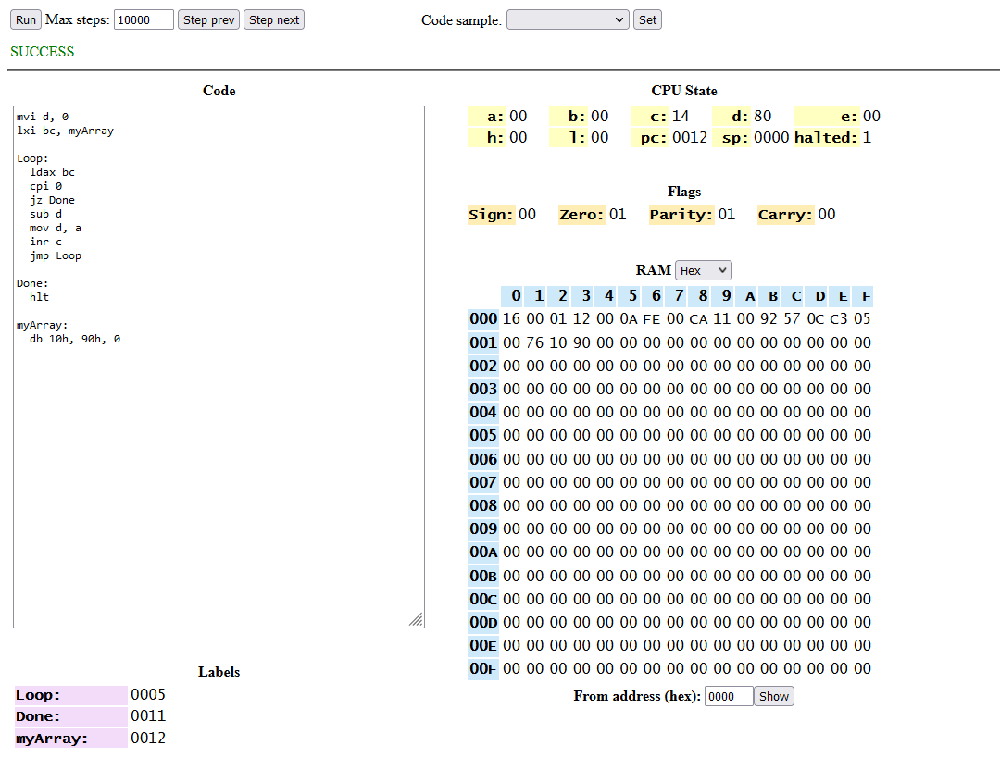 Run Max steps: 10000 Step prev Step next Code sample: Set
SUCCESS
Code
mvi d, 0
lxi bc, myArray
Loop:
ldax bc
cpi 0
jz Done
sub d
mov d, a
inr c
jmp Loop
Done:
hlt
myArray:
db 10h, 90h, 0
Labels
Loop: 0005
Done: 0011
myArray: 0012
CPU State
a: 00 b: 00 c: 14 d: 80 e: 00
h: 00 l: 00 pc: 0012 sp: 0000 halted: 1
Flags
Sign: 00 Zero: 01 Parity: 01 Carry: 00
RAM Hex
0 1 2 3 4 5 6 7 8 9 A B C D E F
000 16 00 01 12 00 0A FE 00 CA 11 00 92 57 0C C3 05
001 00 76 10 90 00 00 00 00 00 00 00 00 00 00 00 00
002 00 00 00 00 00 00 00 00 00 00 00 00 00 00 00 00
003 00 00 00 00 00 00 00 00 00 00 00 00 00 00 00 00
004 00 00 00 00 00 00 00 00 00 00 00 00 00 00 00 00
005 00 00 00 00 00 00 00 00 00 00 00 00 00 00 00 00
006 00 00 00 00 00 00 00 00 00 00 00 00 00 00 00 00
007 00 00 00 00 00 00 00 00 00 00 00 00 00 00 00 00
008 00 00 00 00 00 00 00 00 00 00 00 00 00 00 00 00
009 00 00 00 00 00 00 00 00 00 00 00 00 00 00 00 00
00A 00 00 00 00 00 00 00 00 00 00 00 00 00 00 00 00
00B 00 00 00 00 00 00 00 00 00 00 00 00 00 00 00 00
00C 00 00 00 00 00 00 00 00 00 00 00 00 00 00 00 00
00D 00 00 00 00 00 00 00 00 00 00 00 00 00 00 00 00
00E 00 00 00 00 00 00 00 00 00 00 00 00 00 00 00 00
00F 00 00 00 00 00 00 00 00 00 00 00 00 00 00 00 00
From address (hex): 0000 Show